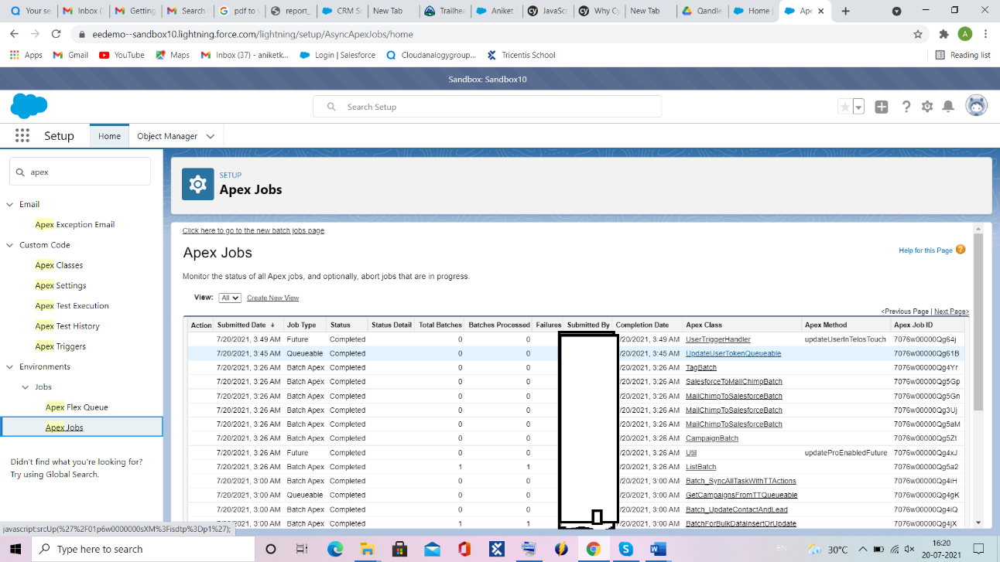 Your se
Inbox (
Getting
Search
pdf to
report_
CRM Sc
New Tab
Trailhea
Aniket
JavaScr
Why Cy
New Tab
Qandle
Home |
Ape
eedemo--sandbox10.lightning.force.com/lightning/setup/AsyncApexJobs/home
A
Apps Gmail YouTube Maps Inbox (37) - aniketk... Login | Salesforce Cloudanalogygroup... Tricentis School Reading list
Sandbox: Sandbox10
Search Setup
Setup Home Object Manager
apex
Email
Apex Exception Email
Custom Code
Apex Classes
Apex Settings
Apex Test Execution
Apex Test History
Apex Triggers
Environments
Jobs
Apex Flex Queue
Apex Jobs
Didn't find what you're looking for?
Try using Global Search.
SETUP
Apex Jobs
Click here to go to the new batch jobs page
Apex Jobs
Help for this Page ?
Monitor the status of all Apex jobs, and optionally, abort jobs that are in progress.
View: All Create New View
<Previous Page | Next Page>
Action Submitted Date Job Type Status Status Detail Total Batches Batches Processed Failures Submitted By Completion Date Apex Class Apex Method Apex Job ID
7/20/2021, 3:49 AM Future Completed 0 0 /20/2021, 3:49 AM UserTriggerHandler updateUserInTelosTouch 7076w00000Qg64j
7/20/2021, 3:45 AM Queueable Completed 0 0 /20/2021, 3:45 AM UpdateUserTokenQueueable 7076w00000Qg61B
7/20/2021, 3:26 AM Batch Apex Completed 0 0 /20/2021, 3:26 AM TagBatch 7076w00000Qg4Yr
7/20/2021, 3:26 AM Batch Apex Completed 0 0 /20/2021, 3:26 AM SalesforceToMailChimpBatch 7076w00000Qg5Gp
7/20/2021, 3:26 AM Batch Apex Completed 0 0 /20/2021, 3:26 AM MailChimpToSalesforceBatch 7076w00000Qg5Gn
7/20/2021, 3:26 AM Batch Apex Completed 0 0 /20/2021, 3:26 AM MailChimpToSalesforceBatch 7076w00000Qg3Uj
7/20/2021, 3:26 AM Batch Apex Completed 0 0 /20/2021, 3:26 AM MailChimpToSalesforceBatch 7076w00000Qg5aM
7/20/2021, 3:26 AM Batch Apex Completed 0 0 /20/2021, 3:26 AM CampaignBatch 7076w00000Qg5Zt
7/20/2021, 3:26 AM Future Completed 0 0 /20/2021, 3:26 AM Util updateProEnabledFuture 7076w00000Qg4xJ
7/20/2021, 3:26 AM Batch Apex Completed 1 1 /20/2021, 3:26 AM ListBatch 7076w00000Qg5a2
7/20/2021, 3:00 AM Batch Apex Completed 0 0 /20/2021, 3:00 AM Batch_SyncAllTaskWithTTActions 7076w00000Qg4iH
7/20/2021, 3:00 AM Queueable Completed 0 0 /20/2021, 3:00 AM GetCampaignsFromTTQueueable 7076w00000Qg4gK
7/20/2021, 3:00 AM Batch Apex Completed 0 0 /20/2021, 3:00 AM Batch_UpdateContactAndLead 7076w00000Qg4iQ
7/20/2021, 3:00 AM Batch Apex Completed 1 1 /20/2021, 3:00 AM BatchForBulkDataInsertOrUpdate 7076w00000Qg4jX
javascript:srcUp(%27%2F01p6w0000000sXM%3Fisdtp%3Dp1%27);
Type here to search
EN
30°C
16:20
20-07-2021